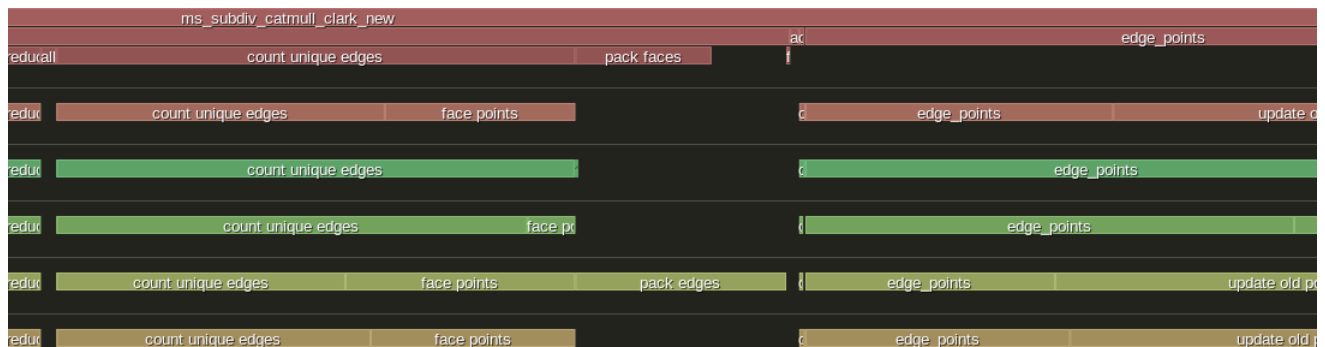 ms_subdiv_catmull_clark_new
edge_points
count unique edges pack faces
count unique edges face points edge_points
count unique edges edge_points
count unique edges edge_points
count unique edges face points pack edges edge_points update old
count unique edges face points edge_points update old